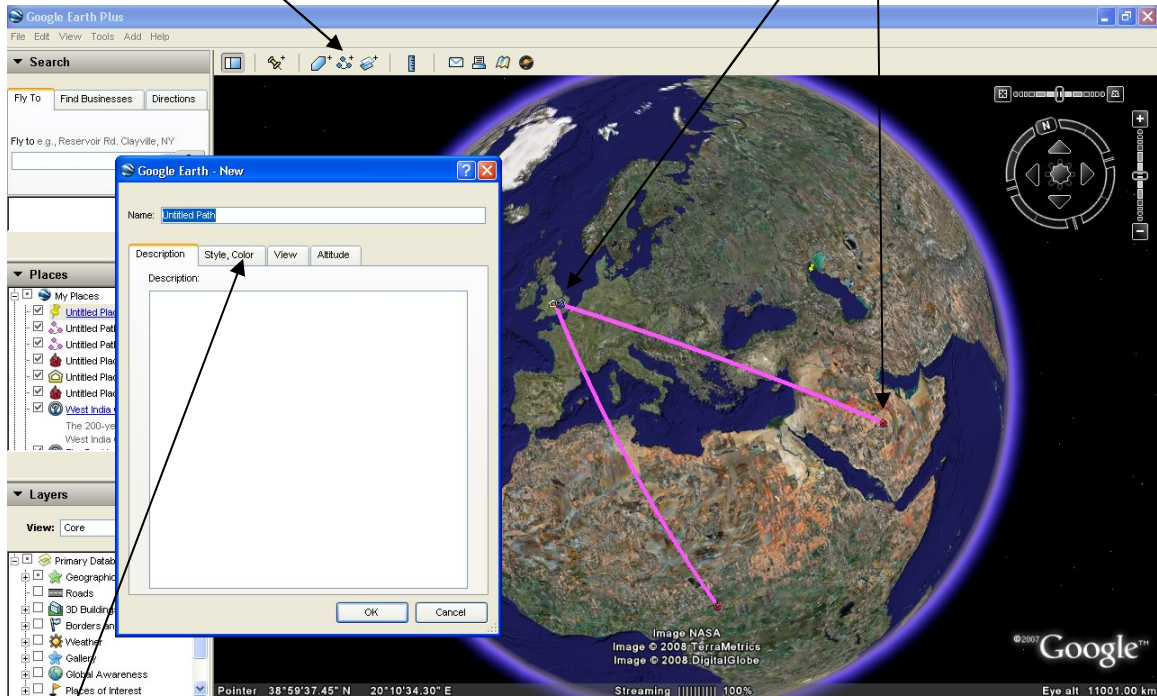 Google Earth Plus
File Edit View Tools Add Help
Search
Fly To Find Businesses Directions
Fly to e.g., Reservoir Rd. Clayville, NY
Google Earth - New
Name: Untitled Path
Description Style, Color View Altitude
Description:
OK Cancel
Places
My Places
Untitled Plac
Untitled Pat
Untitled Pat
Untitled Plac
Untitled Plac
Untitled Plac
West India
The 200-ye
West India
Layers
View: Core
Primary Datab
Geographic
Roads
3D Building
Borders an
Weather
Gallery
Global Awareness
Places of Interest
N
Image NASA
Image © 2008 TerraMetrics
Image © 2008 DigitalGlobe
©2007 Google™
Pointer 38°59'37.45" N 20°10'34.30" E Streaming 100% Eye alt 11001.00 km